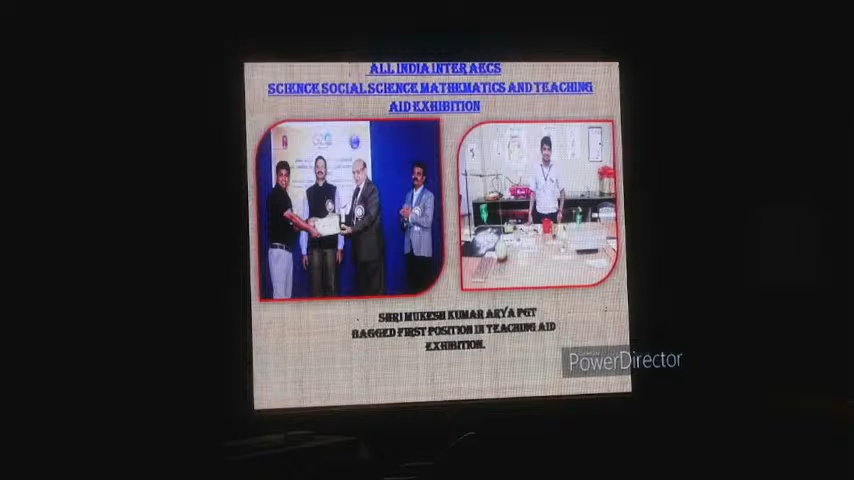 ALL INDIA INTER AECS
SCIENCE SOCIAL SCIENCE MATHEMATICS AND TEACHING
AID EXHIBITION
G20
SHRI MUKESH KUMAR ARYA PGT
BAGGED FIRST POSITION IN TEACHING AID
EXHIBITION.
PowerDirector